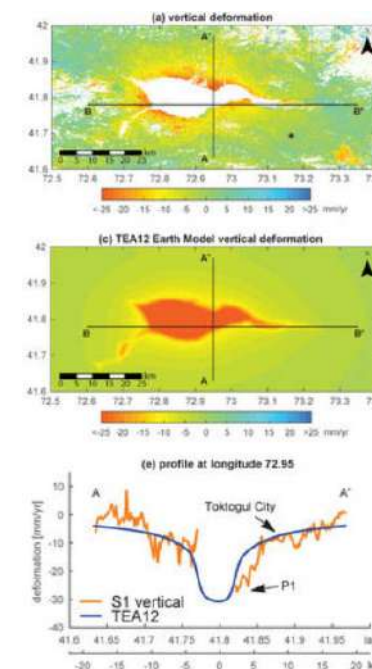 (a) vertical deformation
42
41.9
41.8
41.7
41.6
A"
B
B"
A
0 5 10 15 20 25
km
72.5 72.6 72.7 72.8 72.9 73 73.1 73.2 73.3 73.
<-25 -20 -15 -10 -5 0 5 10 15 20 >25 mm/yr
(c) TEA12 Earth Model vertical deformation
42
41.9
41.8
41.7
41.6
A"
B
B"
A
0 5 10 15 20 25
km
72.5 72.6 72.7 72.8 72.9 73 73.1 73.2 73.3 73.
<-25 -20 -15 -10 -5 0 5 10 15 20 >25 mm/yr
(e) profile at longitude 72.95
10
0
-10
-20
-30
-40
deformation [mm/yr]
A
A"
Toktogul City
P1
S1 vertical
TEA12
41.6 41.65 41.7 41.75 41.8 41.85 41.9 41.95 la
-20 -15 -10 -5 0 5 10 15 20 k